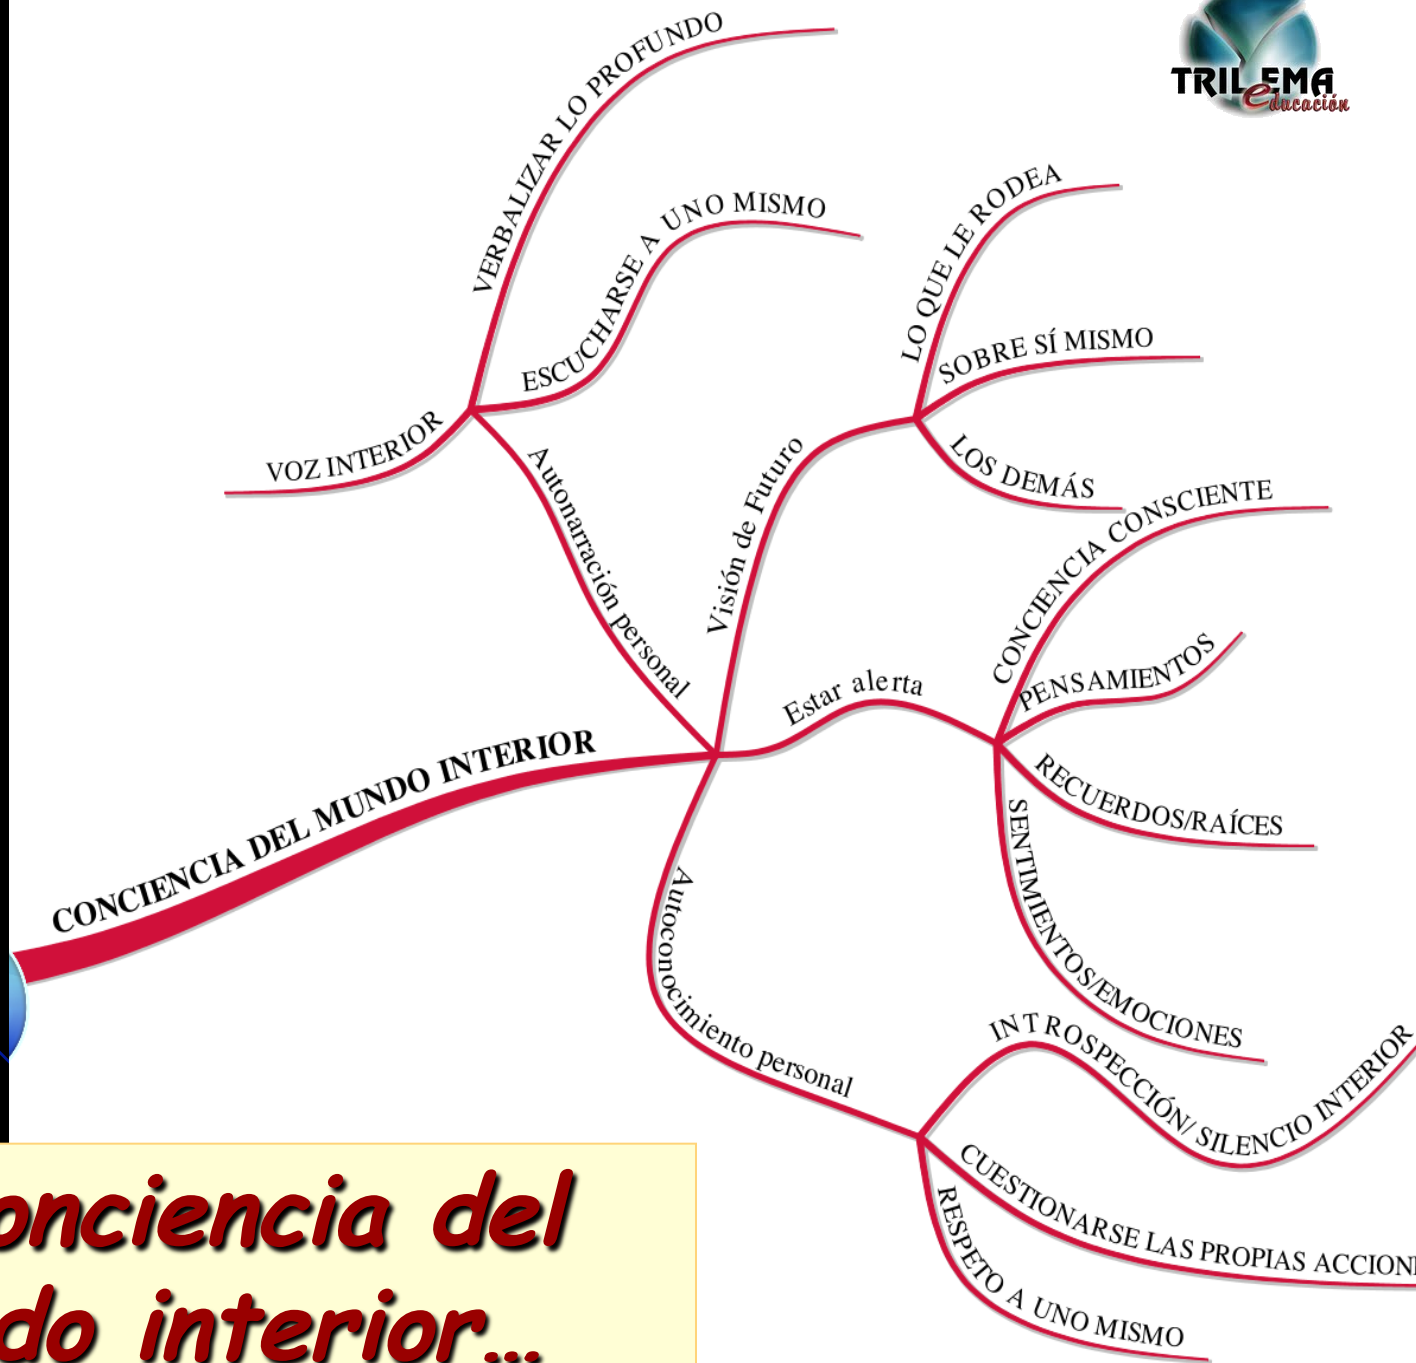 TRILEMA
educación
CONCIENCIA DEL MUNDO INTERIOR
Autonarración personal
VERBALIZAR LO PROFUNDO
ESCUCHARSE A UNO MISMO
VOZ INTERIOR
Visión de Futuro
LO QUE LE RODEA
SOBRE SÍ MISMO
LOS DEMÁS
Estar alerta
CONCIENCIA CONSCIENTE
PENSAMIENTOS
RECUERDOS/RAÍCES
SENTIMIENTOS/EMOCIONES
Autoconocimiento personal
INTROSPECCIÓN/ SILENCIO INTERIOR
CUESTIONARSE LAS PROPIAS ACCION
RESPETO A UNO MISMO
onciencia del
do interior...